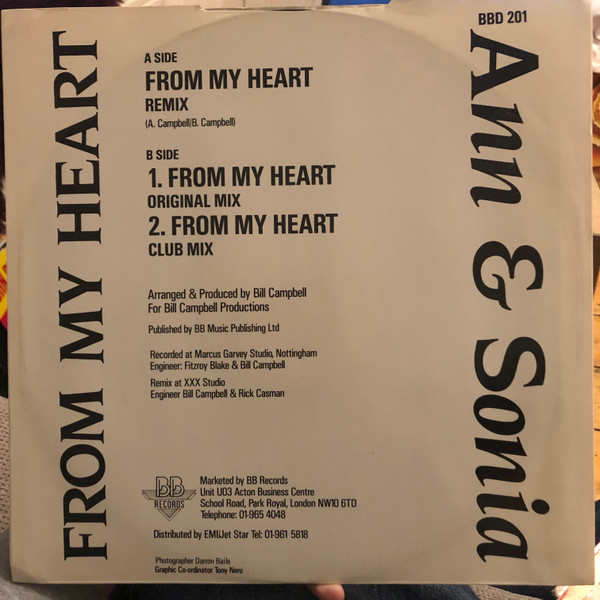 BBD 201
FROM MY HEART
Ann & Sonia
A SIDE
FROM MY HEART
REMIX
(A. Campbell/B. Campbell)
B SIDE
1. FROM MY HEART
ORIGINAL MIX
2. FROM MY HEART
CLUB MIX
Arranged & Produced by Bill Campbell
For Bill Campbell Productions
Published by BB Music Publishing Ltd
Recorded at Marcus Garvey Studio, Nottingham
Engineer: Fitzroy Blake & Bill Campbell
Remix at XXX Studio
Engineer Bill Campbell & Rick Casman
BB
RECORDS
Marketed by BB Records
Unit U03 Acton Business Centre
School Road, Park Royal, London NW10 6TD
Telephone: 01-965 4048
Distributed by EMI/Jet Star Tel: 01-961 5818
Photographer Darron Baile
Graphic Co-ordinator Tony Nero